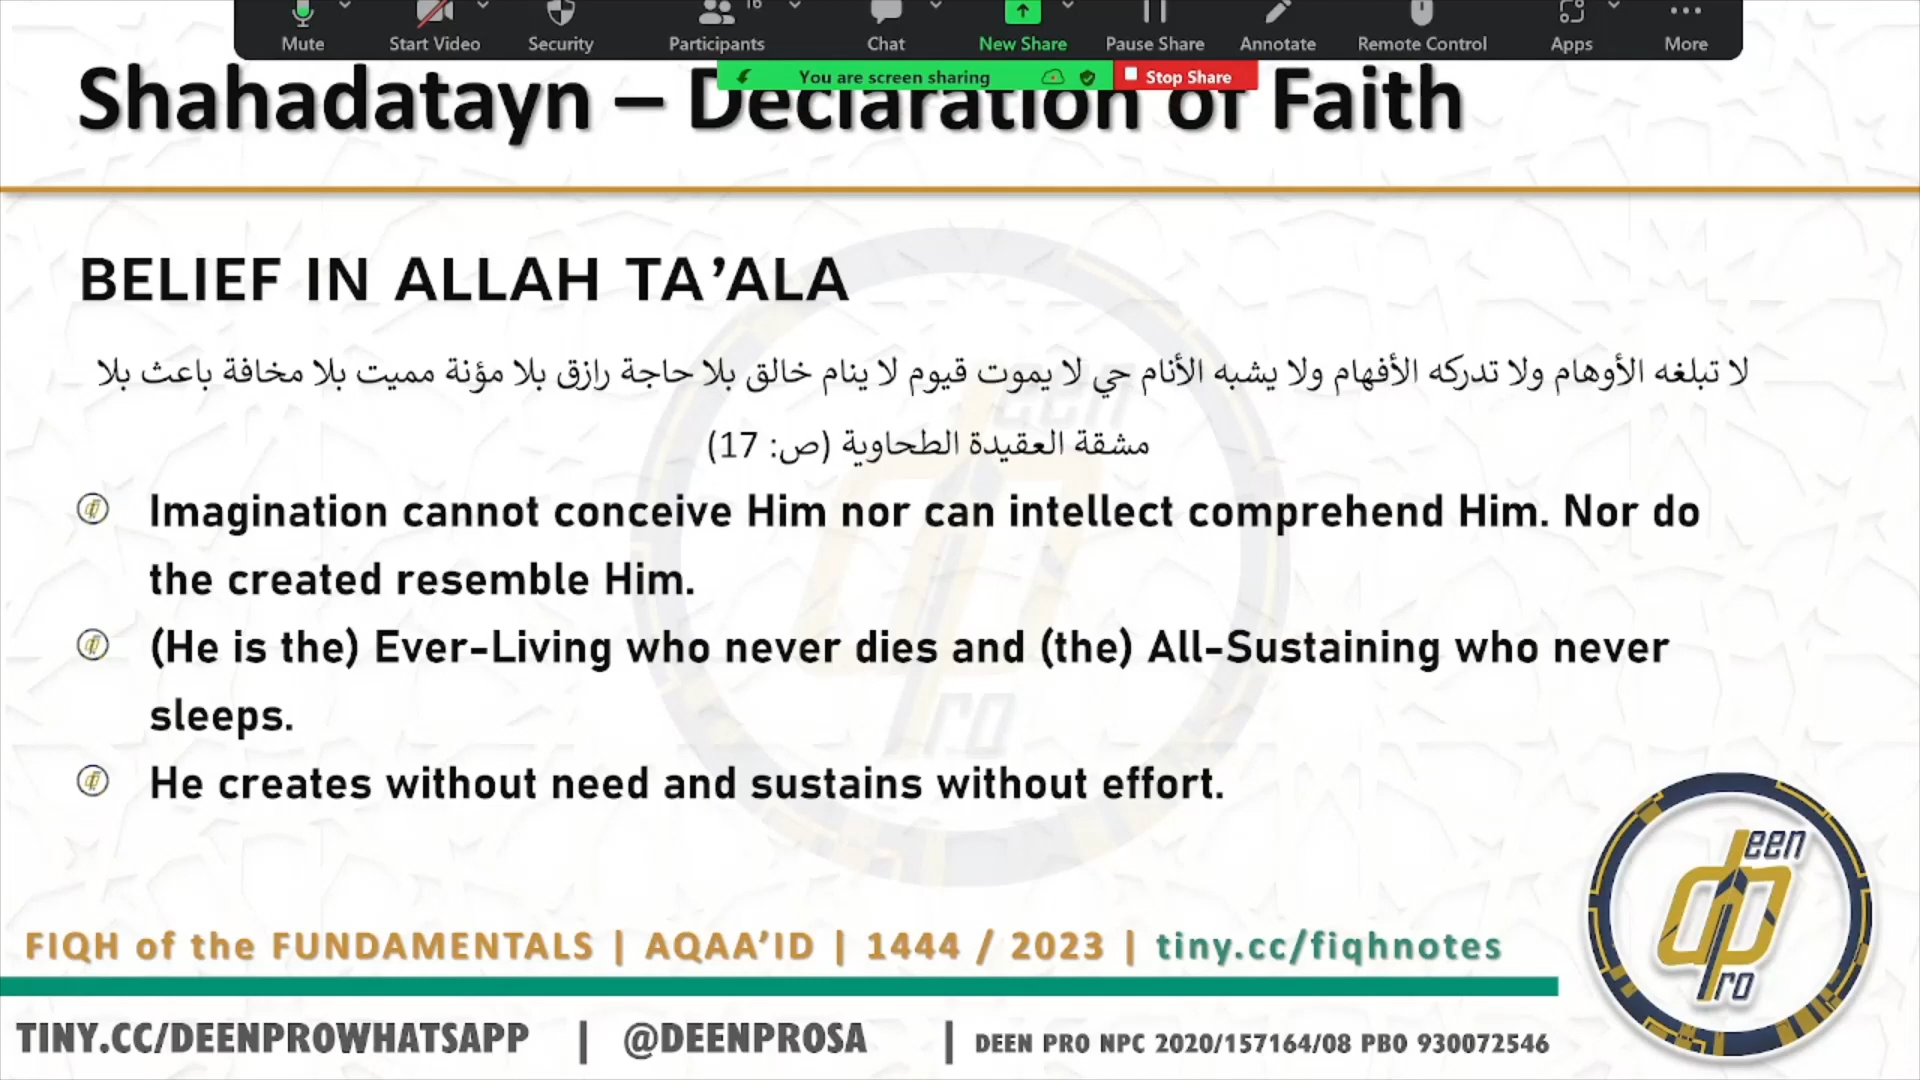 Mute Start Video Security Participants 16 Chat New Share Pause Share Annotate Remote Control Apps More
You are screen sharing Stop Share
Shahadatayn – Declaration of Faith
BELIEF IN ALLAH TA’ALA
لا تبلغه الأوهام ولا تدركه الأفهام ولا يشبه الأنام حي لا يموت قيوم لا ينام خالق بلا حاجة رازق بلا مؤنة مميت بلا مخافة باعث بلا
مشقة العقيدة الطحاوية (ص: 17)
Imagination cannot conceive Him nor can intellect comprehend Him. Nor do
the created resemble Him.
(He is the) Ever-Living who never dies and (the) All-Sustaining who never
sleeps.
He creates without need and sustains without effort.
een
ro
FIQH of the FUNDAMENTALS | AQAA’ID | 1444 / 2023 | tiny.cc/fiqhnotes
TINY.CC/DEENPROWHATSAPP | @DEENPROSA | DEEN PRO NPC 2020/157164/08 PBO 930072546